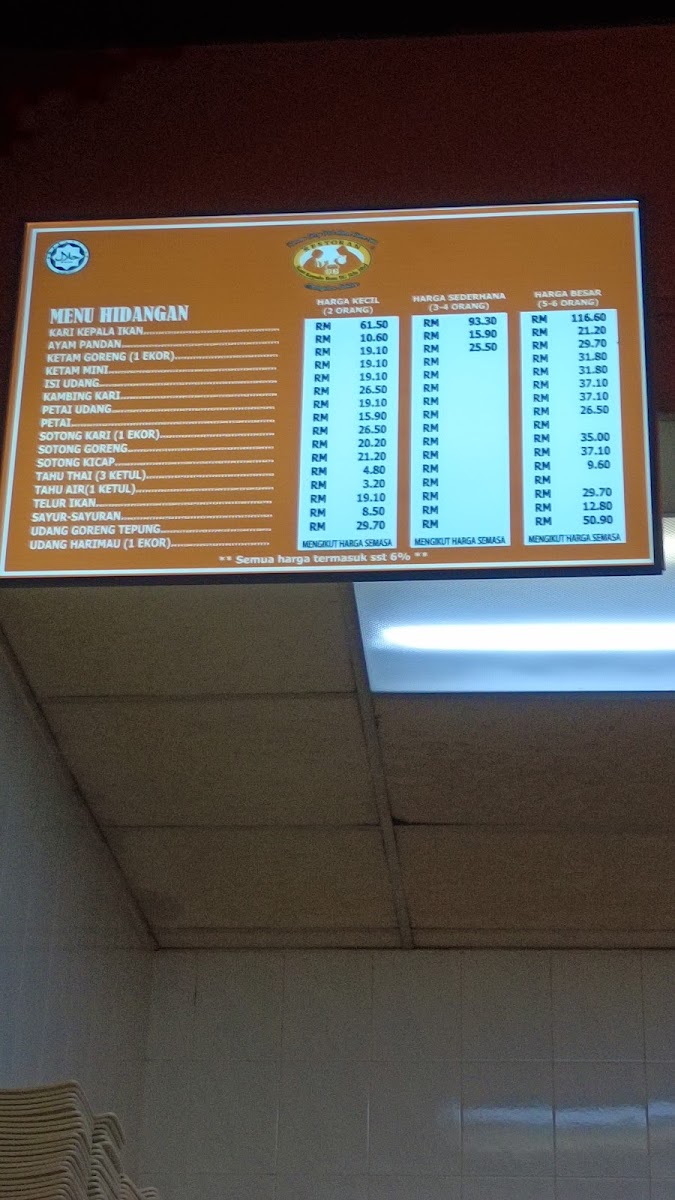 RESTORAN
MENU HIDANGAN
HARGA KECIL
(2 ORANG)
HARGA SEDERHANA
(3-4 ORANG)
HARGA BESAR
(5-6 ORANG)
KARI KEPALA IKAN RM 61.50 RM 93.30 RM 116.60
AYAM PANDAN RM 10.60 RM 15.90 RM 21.20
KETAM GORENG (1 EKOR) RM 19.10 RM 25.50 RM 29.70
KETAM MINI RM 19.10 RM RM 31.80
ISI UDANG RM 19.10 RM RM 31.80
KAMBING KARI RM 26.50 RM RM 37.10
PETAI UDANG RM 19.10 RM RM 37.10
PETAI RM 15.90 RM RM 26.50
SOTONG KARI (1 EKOR) RM 26.50 RM RM
SOTONG GORENG RM 20.20 RM RM 35.00
SOTONG KICAP RM 21.20 RM RM 37.10
TAHU THAI (3 KETUL) RM 4.80 RM RM 9.60
TAHU AIR(1 KETUL) RM 3.20 RM RM
TELUR IKAN RM 19.10 RM RM 29.70
SAYUR-SAYURAN RM 8.50 RM RM 12.80
UDANG GORENG TEPUNG RM 29.70 RM RM 50.90
UDANG HARIMAU (1 EKOR) MENGIKUT HARGA SEMASA MENGIKUT HARGA SEMASA MENGIKUT HARGA SEMASA
** Semua harga termasuk sst 6% **